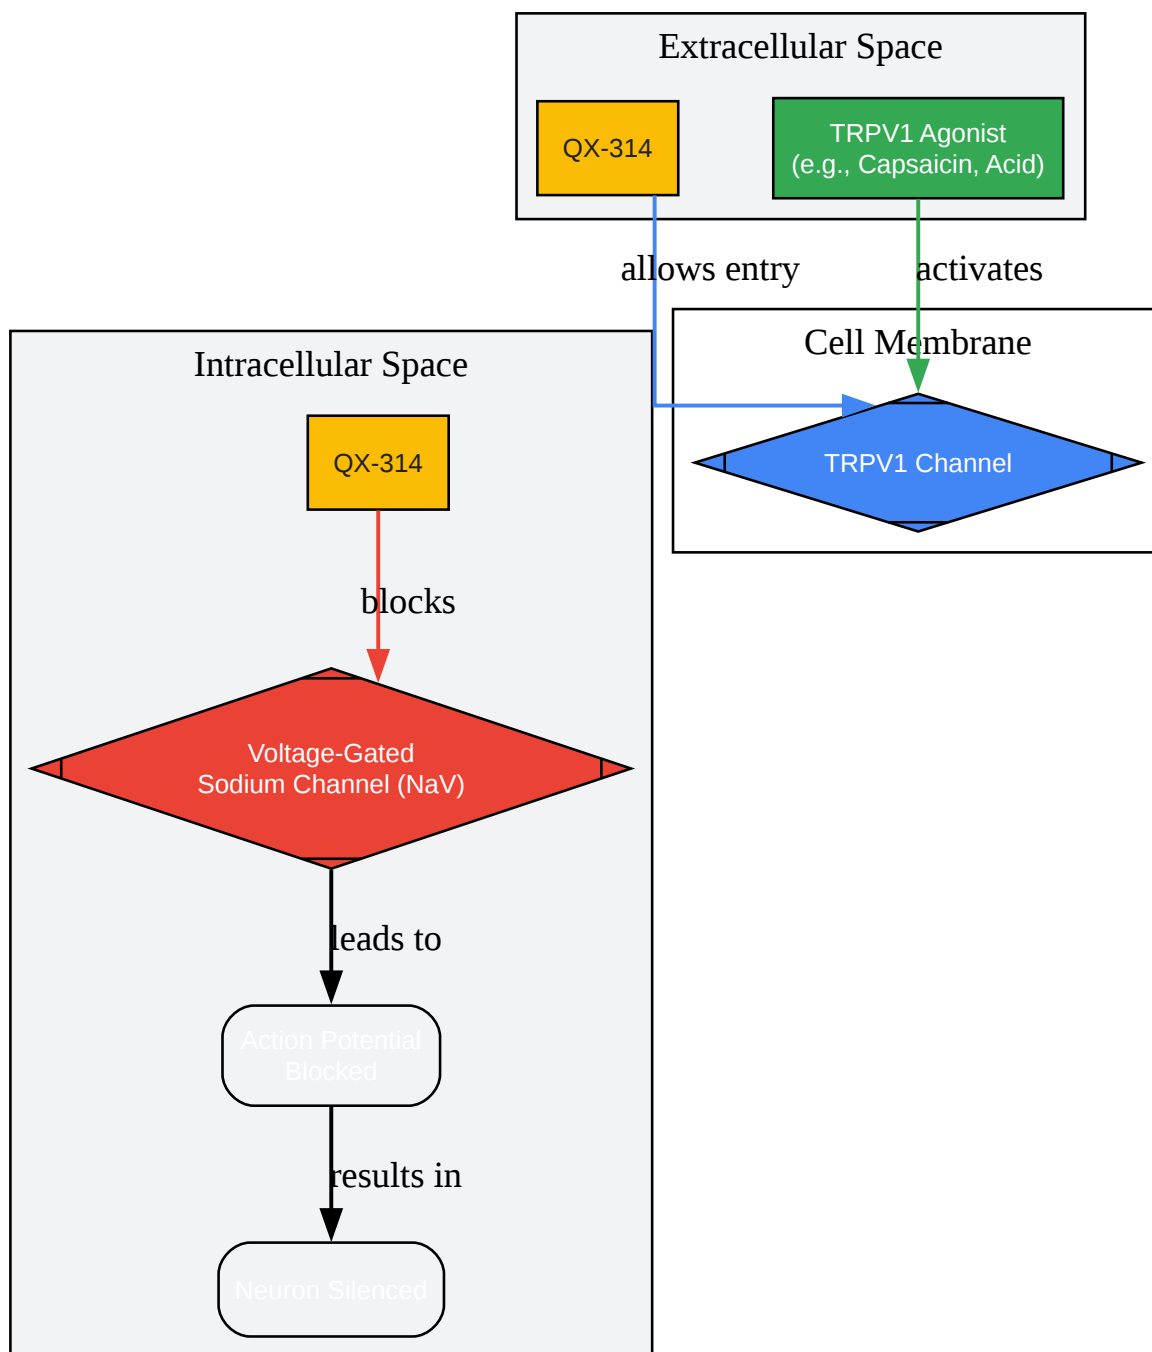 Extracellular Space
QX-314
TRPV1 Agonist
(e.g., Capsaicin, Acid)
allows entry
activates
Cell Membrane
TRPV1 Channel
Intracellular Space
QX-314
blocks
Voltage-Gated
Sodium Channel (NaV)
leads to
Action Potential
Blocked
results in
Neuron Silenced